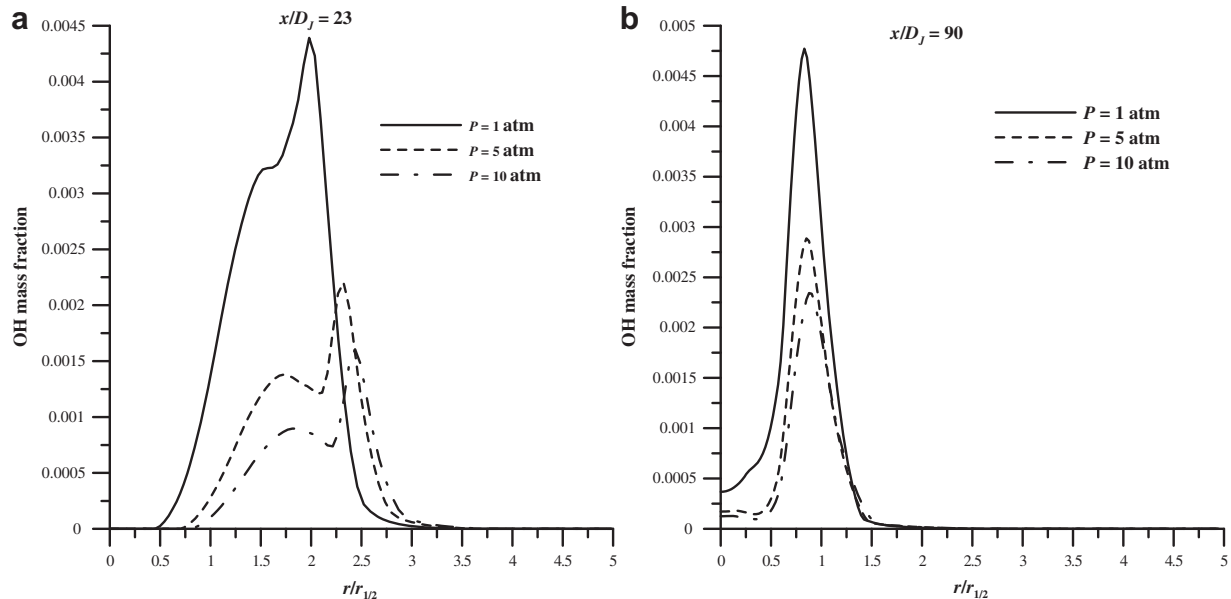 a
x/D_J = 23
0.0045
0.004
0.0035
0.003
0.0025
0.002
0.0015
0.001
0.0005
0
OH mass fraction
P = 1 atm
P = 5 atm
P = 10 atm
0 0.5 1 1.5 2 2.5 3 3.5 4 4.5 5
r/r_{1/2}
b
x/D_J = 90
0.005
0.0045
0.004
0.0035
0.003
0.0025
0.002
0.0015
0.001
0.0005
0
OH mass fraction
P = 1 atm
P = 5 atm
P = 10 atm
0 0.5 1 1.5 2 2.5 3 3.5 4 4.5 5
r/r_{1/2}